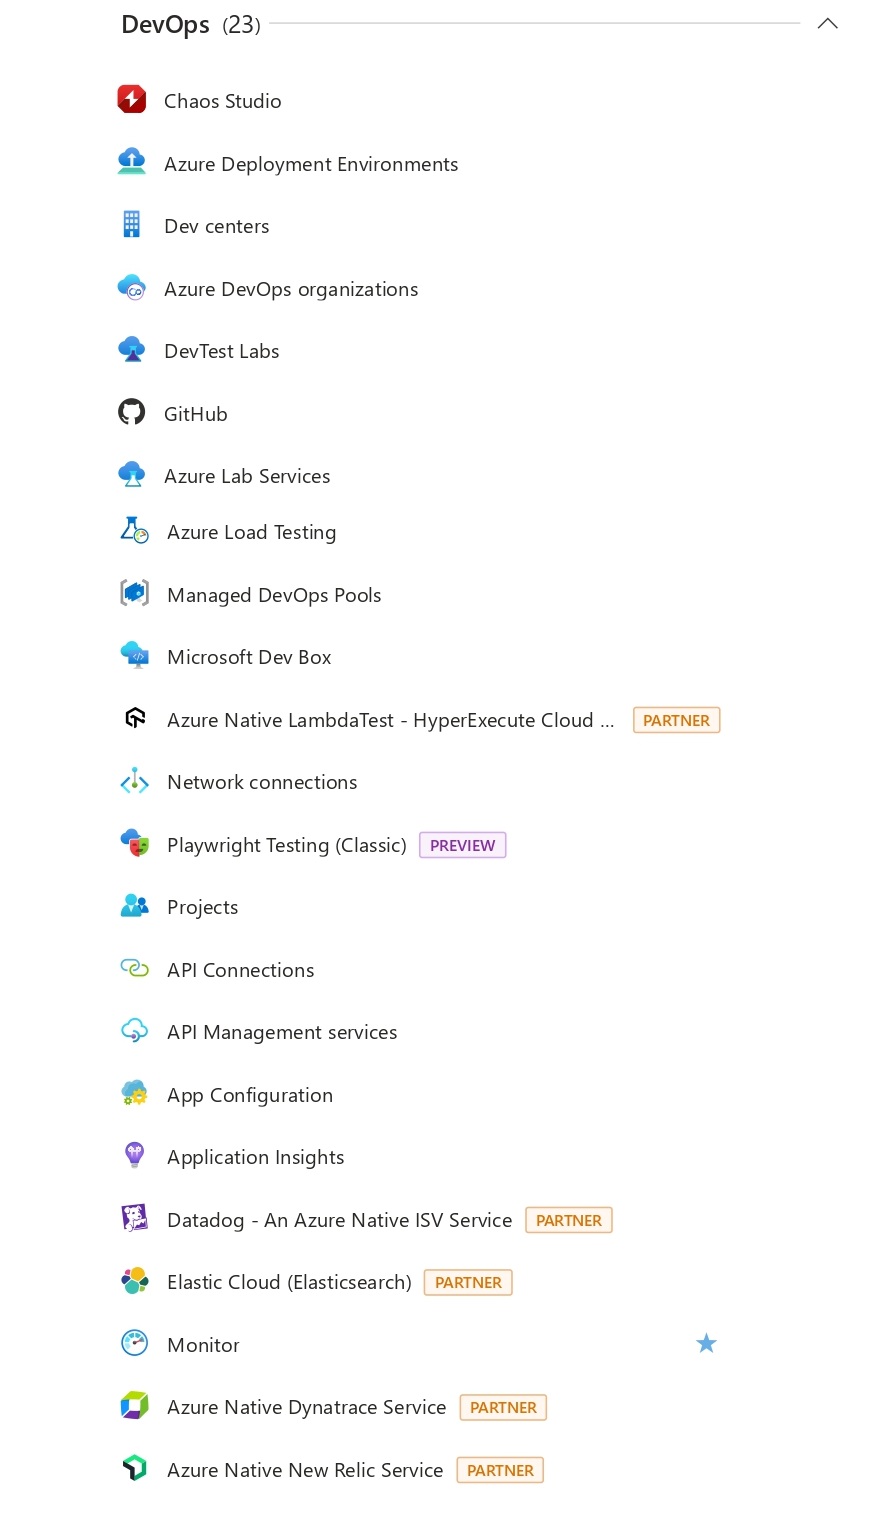 DevOps (23)
Chaos Studio
Azure Deployment Environments
Dev centers
Azure DevOps organizations
DevTest Labs
GitHub
Azure Lab Services
Azure Load Testing
Managed DevOps Pools
Microsoft Dev Box
Azure Native LambdaTest - HyperExecute Cloud ... PARTNER
Network connections
Playwright Testing (Classic) PREVIEW
Projects
API Connections
API Management services
App Configuration
Application Insights
Datadog - An Azure Native ISV Service PARTNER
Elastic Cloud (Elasticsearch) PARTNER
Monitor
Azure Native Dynatrace Service PARTNER
Azure Native New Relic Service PARTNER